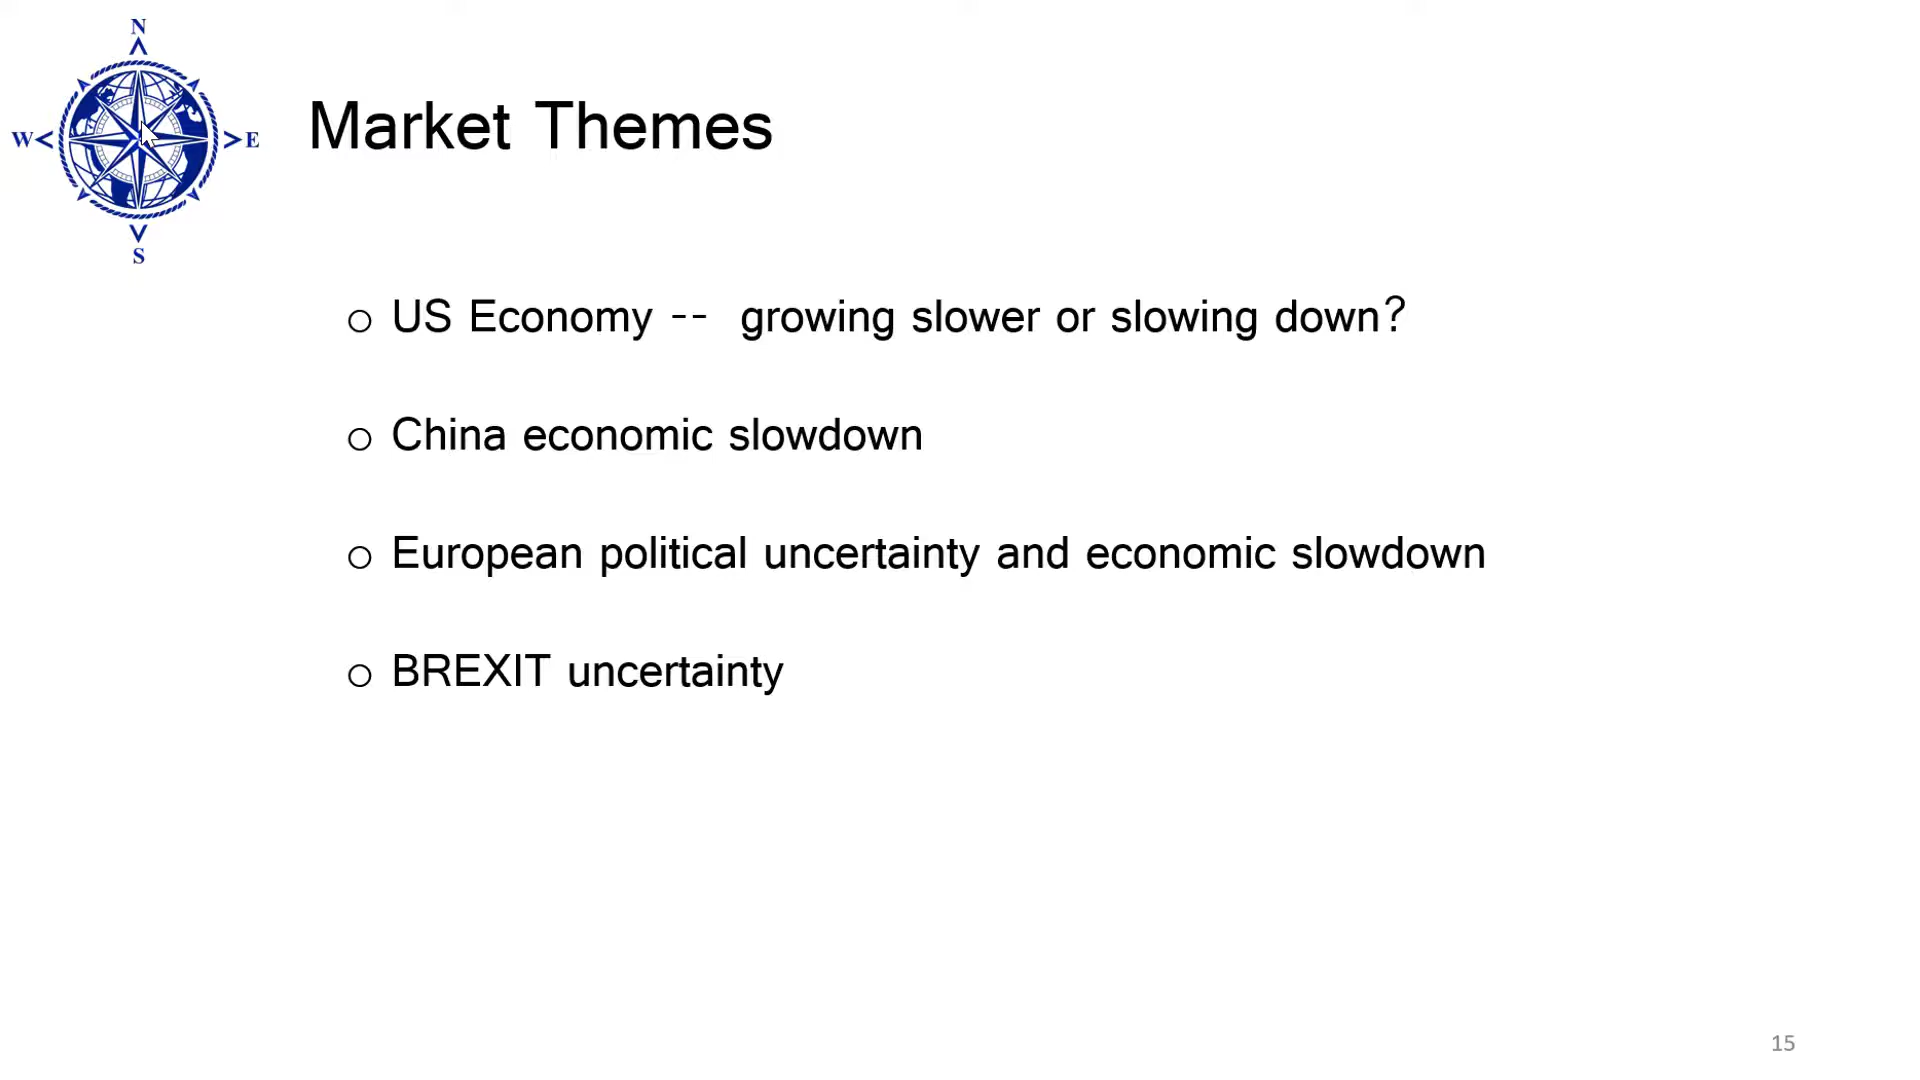 N
W
E
S
Market Themes
o US Economy -- growing slower or slowing down?
o China economic slowdown
o European political uncertainty and economic slowdown
o BREXIT uncertainty
15